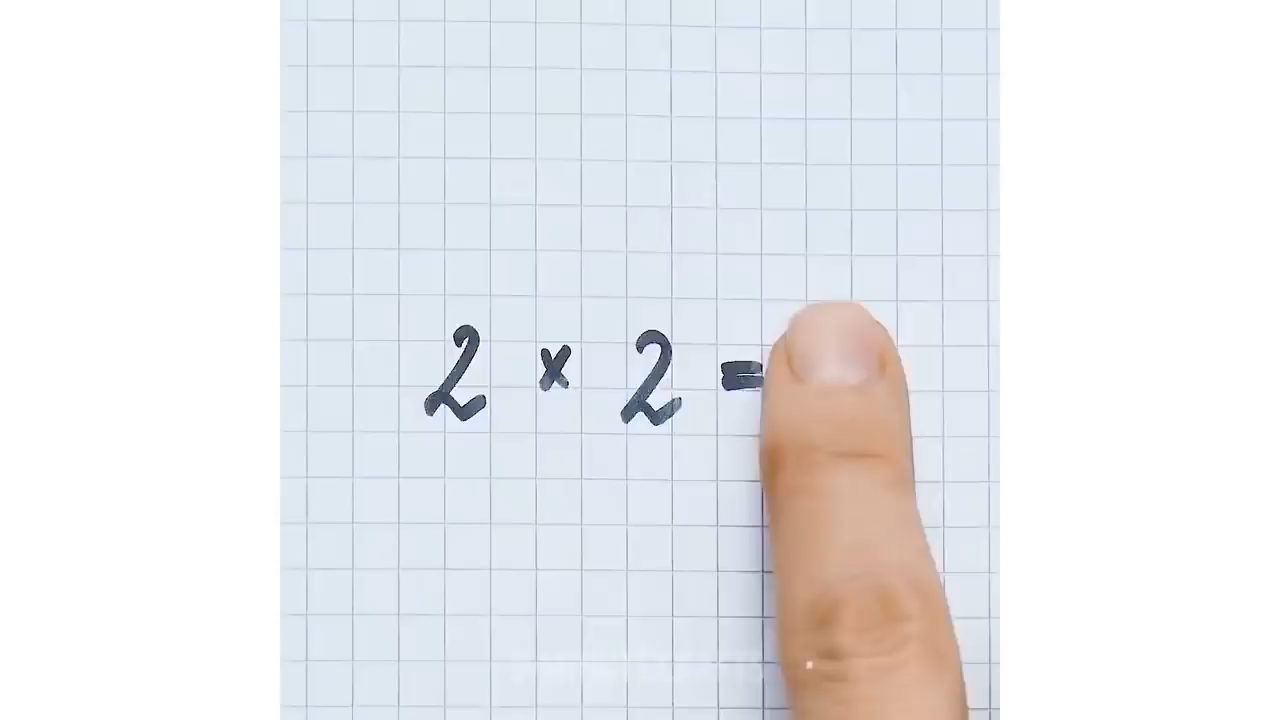 2 × 2 =